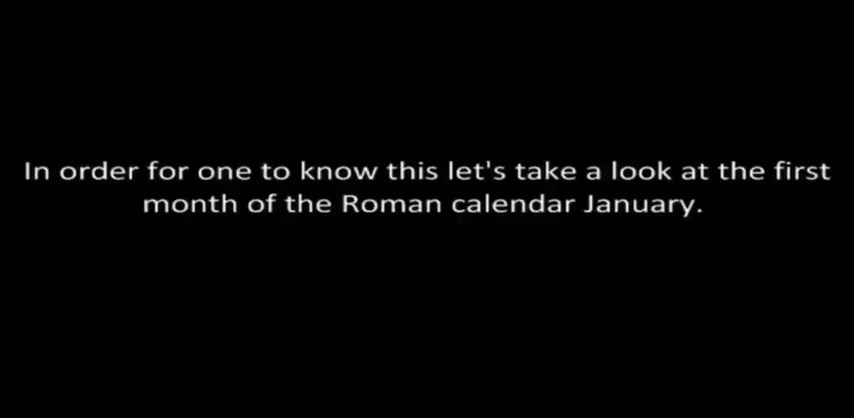 In order for one to know this let's take a look at the first
month of the Roman calendar January.